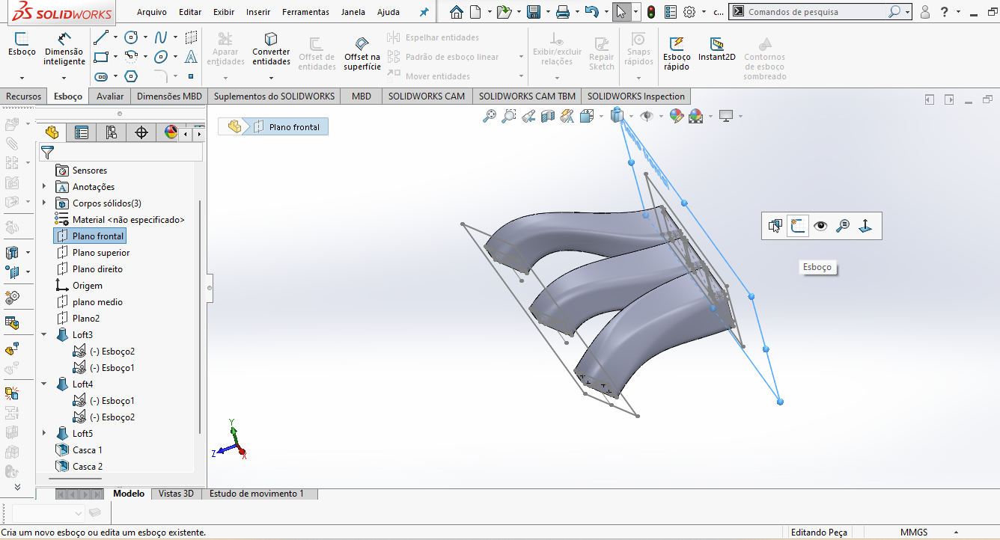 SOLIDWORKS Arquivo Editar Exibir Inserir Ferramentas Janela Ajuda c... Comandos de pesquisa ?
Esboço
Dimensão
inteligente
Aparar
entidades
Converter
entidades
Offset de
entidades
Offset na
superfície
Espelhar entidades
Padrão de esboço linear
Mover entidades
Exibir/excluir
relações
Repair
Sketch
Snaps
rápidos
Esboço
rápido
Instant2D
Contornos
de esboço
sombreado
Recursos Esboço Avaliar Dimensões MBD Suplementos do SOLIDWORKS MBD SOLIDWORKS CAM SOLIDWORKS CAM TBM SOLIDWORKS Inspection
Plano frontal
Sensores
Anotações
Corpos sólidos(3)
Material <não especificado>
Plano frontal
Plano superior
Plano direito
Origem
plano medio
Plano2
Loft3
(-) Esboço2
(-) Esboço1
Loft4
(-) Esboço1
(-) Esboço2
Loft5
Casca 1
Casca 2
Esboço
Y
Z
X
Modelo Vistas 3D Estudo de movimento 1
Cria um novo esboço ou edita um esboço existente. Editando Peça MMGS